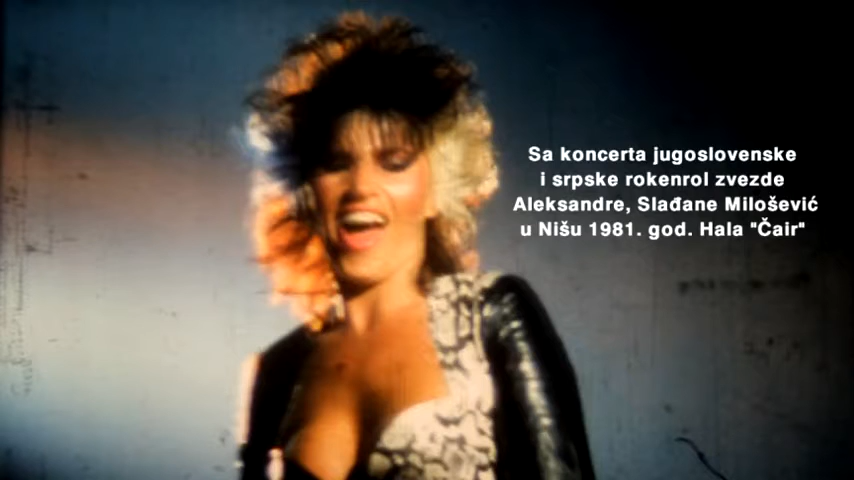 Sa koncerta jugoslovenske
i srpske rokenrol zvezde
Aleksandre, Slađane Milošević
u Nišu 1981. god. Hala "Čair"